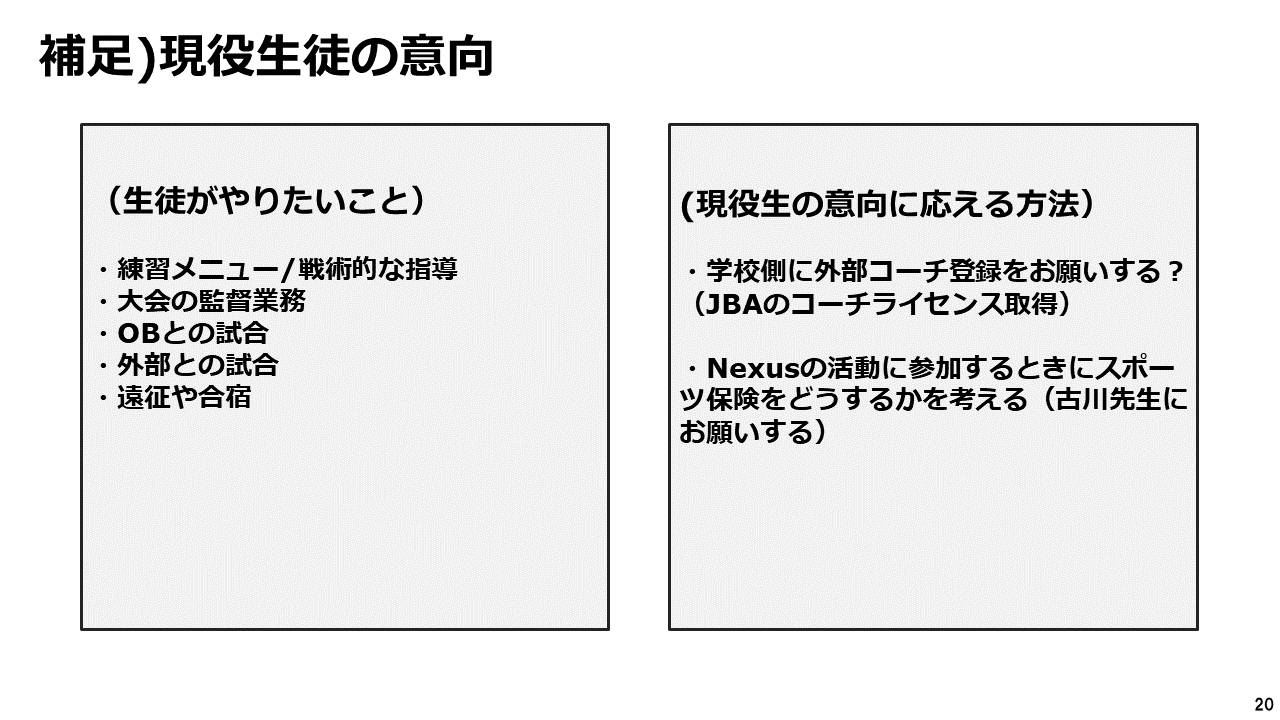 補足)現役生徒の意向
（生徒がやりたいこと）
・練習メニュー/戦術的な指導
・大会の監督業務
・OBとの試合
・外部との試合
・遠征や合宿
(現役生の意向に応える方法）
・学校側に外部コーチ登録をお願いする？
（JBAのコーチライセンス取得）
・Nexusの活動に参加するときにスポー
ツ保険をどうするかを考える（古川先生に
お願いする）
20